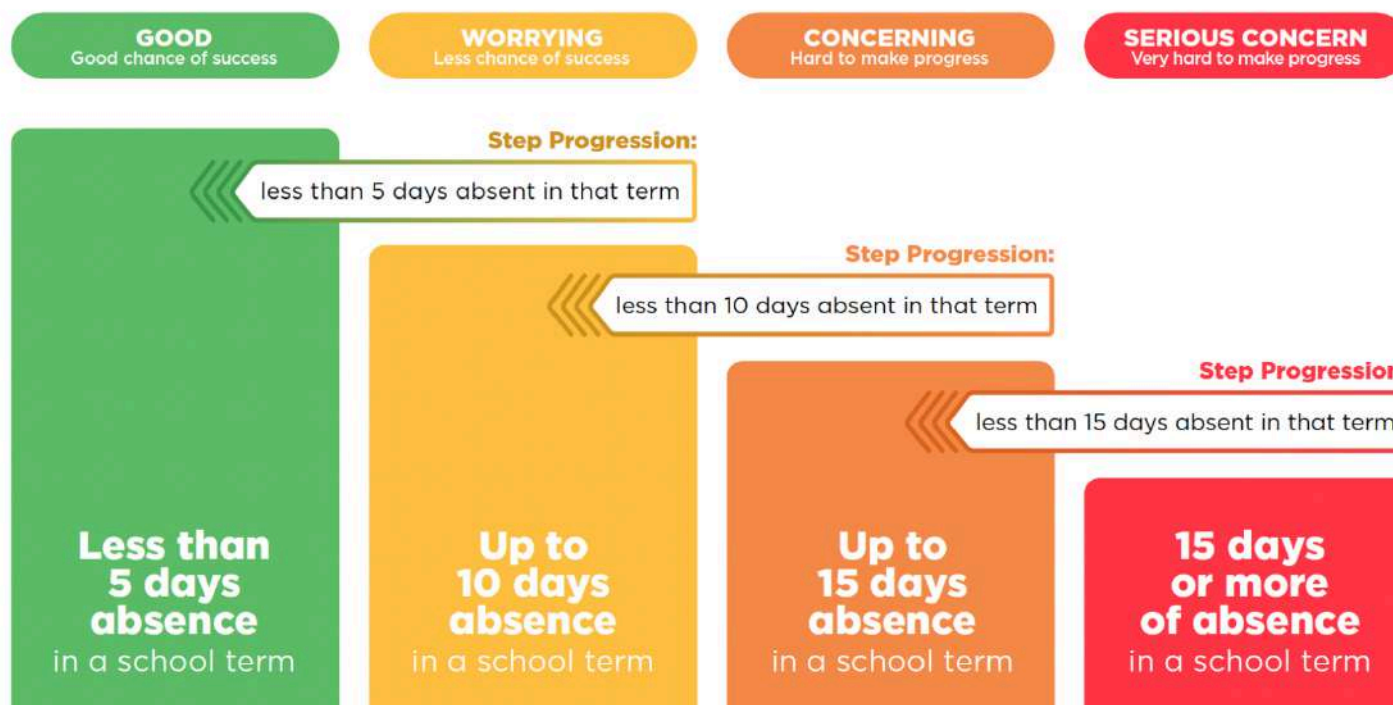 GOOD
Good chance of success
WORRYING
Less chance of success
CONCERNING
Hard to make progress
SERIOUS CONCERN
Very hard to make progress
Step Progression:
less than 5 days absent in that term
Step Progression:
less than 10 days absent in that term
Step Progression
less than 15 days absent in that term
Less than
5 days
absence
in a school term
Up to
10 days
absence
in a school term
Up to
15 days
absence
in a school term
15 days
or more
of absence
in a school term